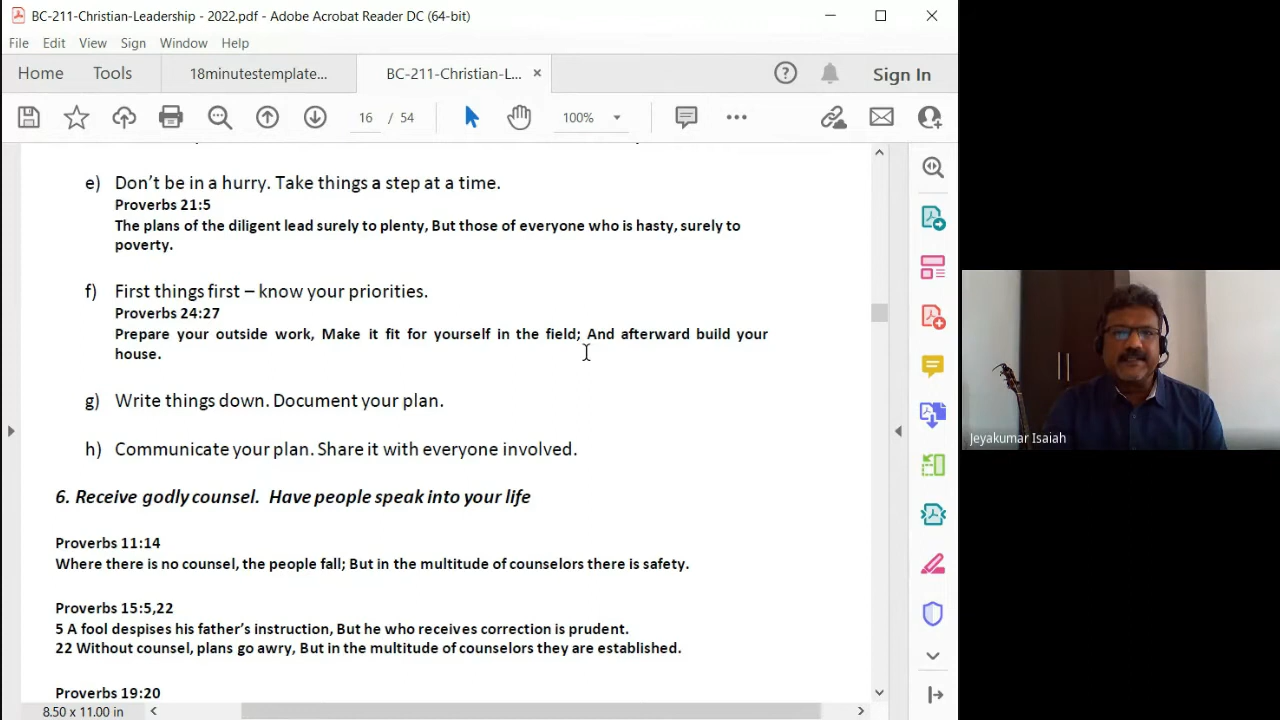 BC-211-Christian-Leadership - 2022.pdf - Adobe Acrobat Reader DC (64-bit)
File Edit View Sign Window Help
Home Tools 18minutestemplate... BC-211-Christian-L... × Sign In
16 / 54 100%
e) Don't be in a hurry. Take things a step at a time.
Proverbs 21:5
The plans of the diligent lead surely to plenty, But those of everyone who is hasty, surely to
poverty.
f) First things first – know your priorities.
Proverbs 24:27
Prepare your outside work, Make it fit for yourself in the field; And afterward build your
house.
g) Write things down. Document your plan.
h) Communicate your plan. Share it with everyone involved.
6. Receive godly counsel. Have people speak into your life
Proverbs 11:14
Where there is no counsel, the people fall; But in the multitude of counselors there is safety.
Proverbs 15:5,22
5 A fool despises his father's instruction, But he who receives correction is prudent.
22 Without counsel, plans go awry, But in the multitude of counselors they are established.
Proverbs 19:20
8.50 x 11.00 in
Jeyakumar Isaiah